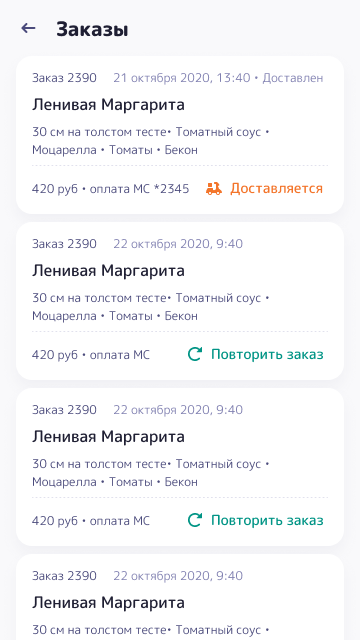 Заказы
Заказ 2390 21 октября 2020, 13:40 • Доставлен
Ленивая Маргарита
30 см на толстом тесте• Томатный соус •
Моцарелла • Томаты • Бекон
420 руб • оплата МС *2345 Доставляется
Заказ 2390 22 октября 2020, 9:40
Ленивая Маргарита
30 см на толстом тесте• Томатный соус •
Моцарелла • Томаты • Бекон
420 руб • оплата МС Повторить заказ
Заказ 2390 22 октября 2020, 9:40
Ленивая Маргарита
30 см на толстом тесте• Томатный соус •
Моцарелла • Томаты • Бекон
420 руб • оплата МС Повторить заказ
Заказ 2390 22 октября 2020, 9:40
Ленивая Маргарита
30 см на толстом тесте• Томатный соус •